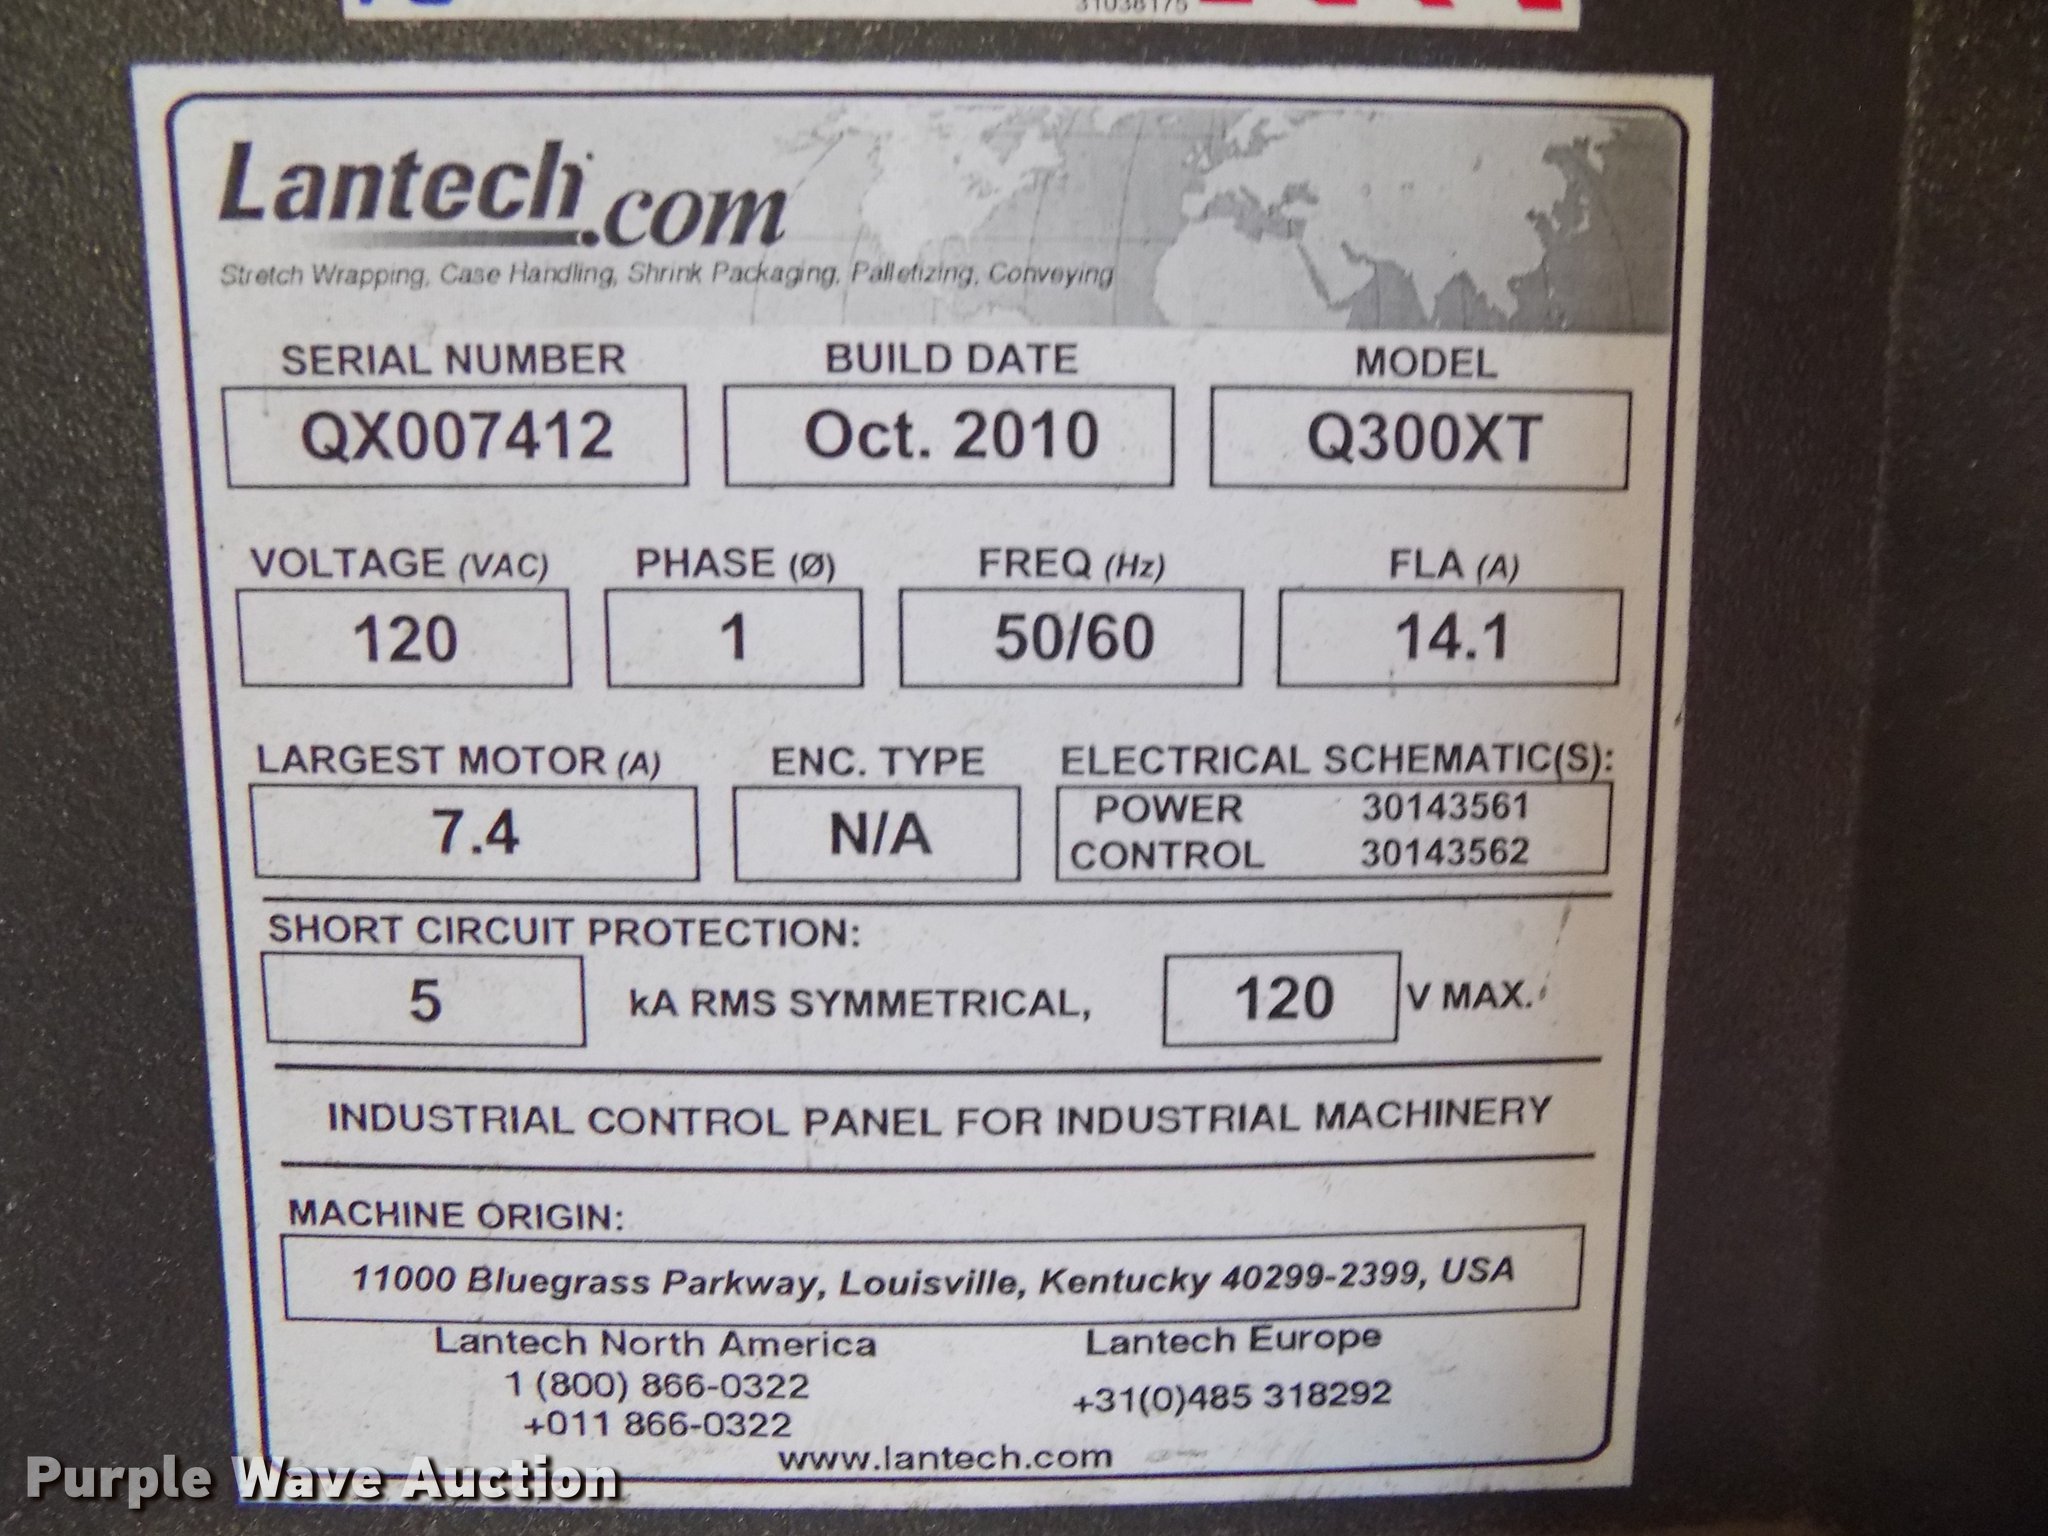 31038175
Lantech.com
Stretch Wrapping, Case Handling, Shrink Packaging, Palletizing, Conveying
SERIAL NUMBER BUILD DATE MODEL
QX007412 Oct. 2010 Q300XT
VOLTAGE (VAC) PHASE (Ø) FREQ (Hz) FLA (A)
120 1 50/60 14.1
LARGEST MOTOR (A) ENC. TYPE ELECTRICAL SCHEMATIC(S):
7.4 N/A POWER 30143561
CONTROL 30143562
SHORT CIRCUIT PROTECTION:
5 kA RMS SYMMETRICAL, 120 V MAX.
INDUSTRIAL CONTROL PANEL FOR INDUSTRIAL MACHINERY
MACHINE ORIGIN:
11000 Bluegrass Parkway, Louisville, Kentucky 40299-2399, USA
Lantech North America Lantech Europe
1 (800) 866-0322 +31(0)485 318292
+011 866-0322
www.lantech.com
Purple Wave Auction